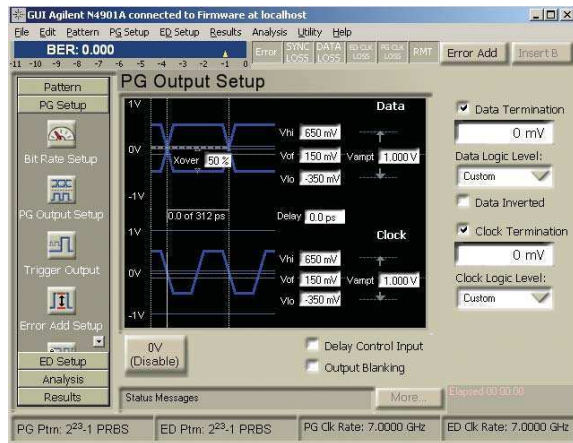 GUI Agilent N4901A connected to Firmware at localhost
File Edit Pattern PG Setup ED Setup Results Analysis Utility Help
BER: 0.000
-11 -10 -9 -8 -7 -6 -5 -4 -3 -2 -1 0
Error
SYNC LOSS
DATA LOSS
ED CLK LOSS
PG CLK LOSS
RMT
Error Add
Insert B
Pattern
PG Setup
Bit Rate Setup
PG Output Setup
Trigger Output
Error Add Setup
ED Setup
Analysis
Results
PG Output Setup
1V
Data
0V
Xover 50 %
Vhi 650 mV
Vof 150 mV
Vampt 1.000 V
Vlo -350 mV
-1V
0.0 of 312 ps
Delay 0.0 ps
1V
Clock
0V
Vhi 650 mV
Vof 150 mV
Vampt 1.000 V
Vlo -350 mV
-1V
0V
(Disable)
Delay Control Input
Output Blanking
Data Termination
0 mV
Data Logic Level:
Custom
Data Inverted
Clock Termination
0 mV
Clock Logic Level:
Custom
Status Messages
More...
Elapsed 00:00:00
PG Ptrn: 2²³-1 PRBS
ED Ptrn: 2²³-1 PRBS
PG Clk Rate: 7.0000 GHz
ED Clk Rate: 7.0000 GHz